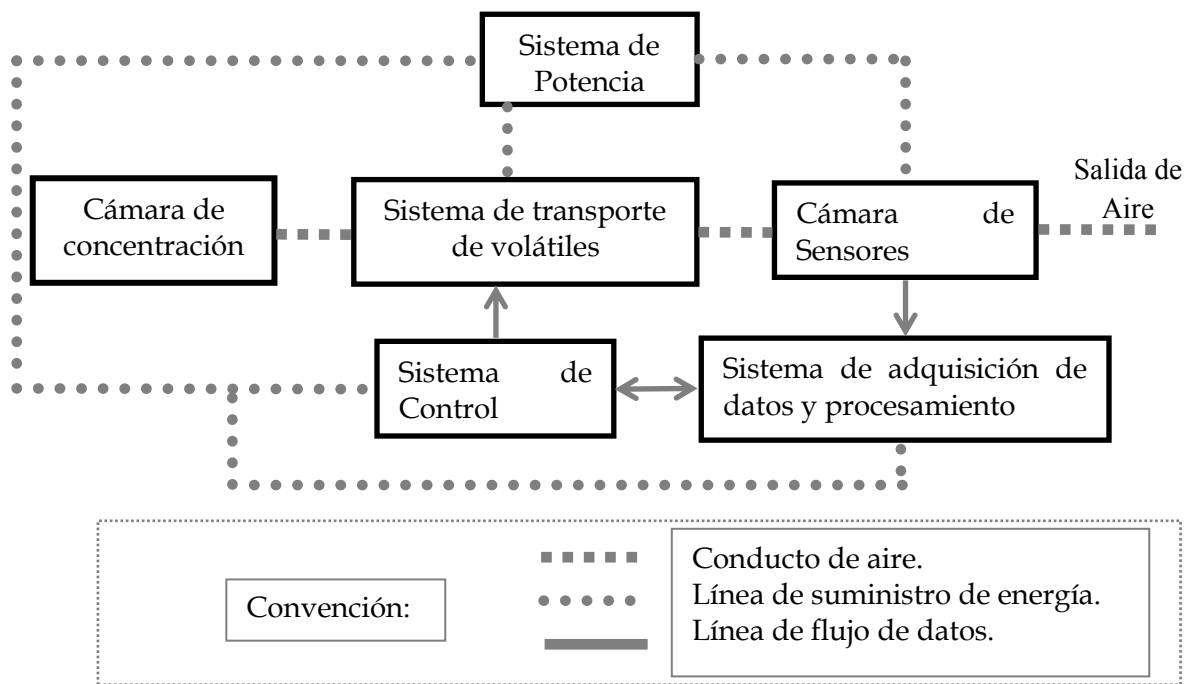 Sistema de
Potencia
Salida de
Aire
Cámara de
concentración
Sistema de transporte
de volátiles
Cámara de
Sensores
Sistema de
Control
Sistema de adquisición de
datos y procesamiento
Convención:
Conducto de aire.
Línea de suministro de energía.
Línea de flujo de datos.